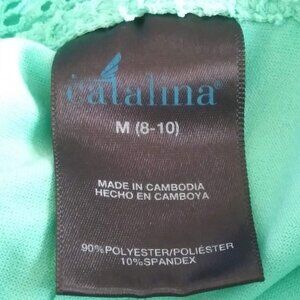 catalina®
M (8-10)
MADE IN CAMBODIA
HECHO EN CAMBOYA
90%POLYESTER/POLIÉSTER
10%SPANDEX